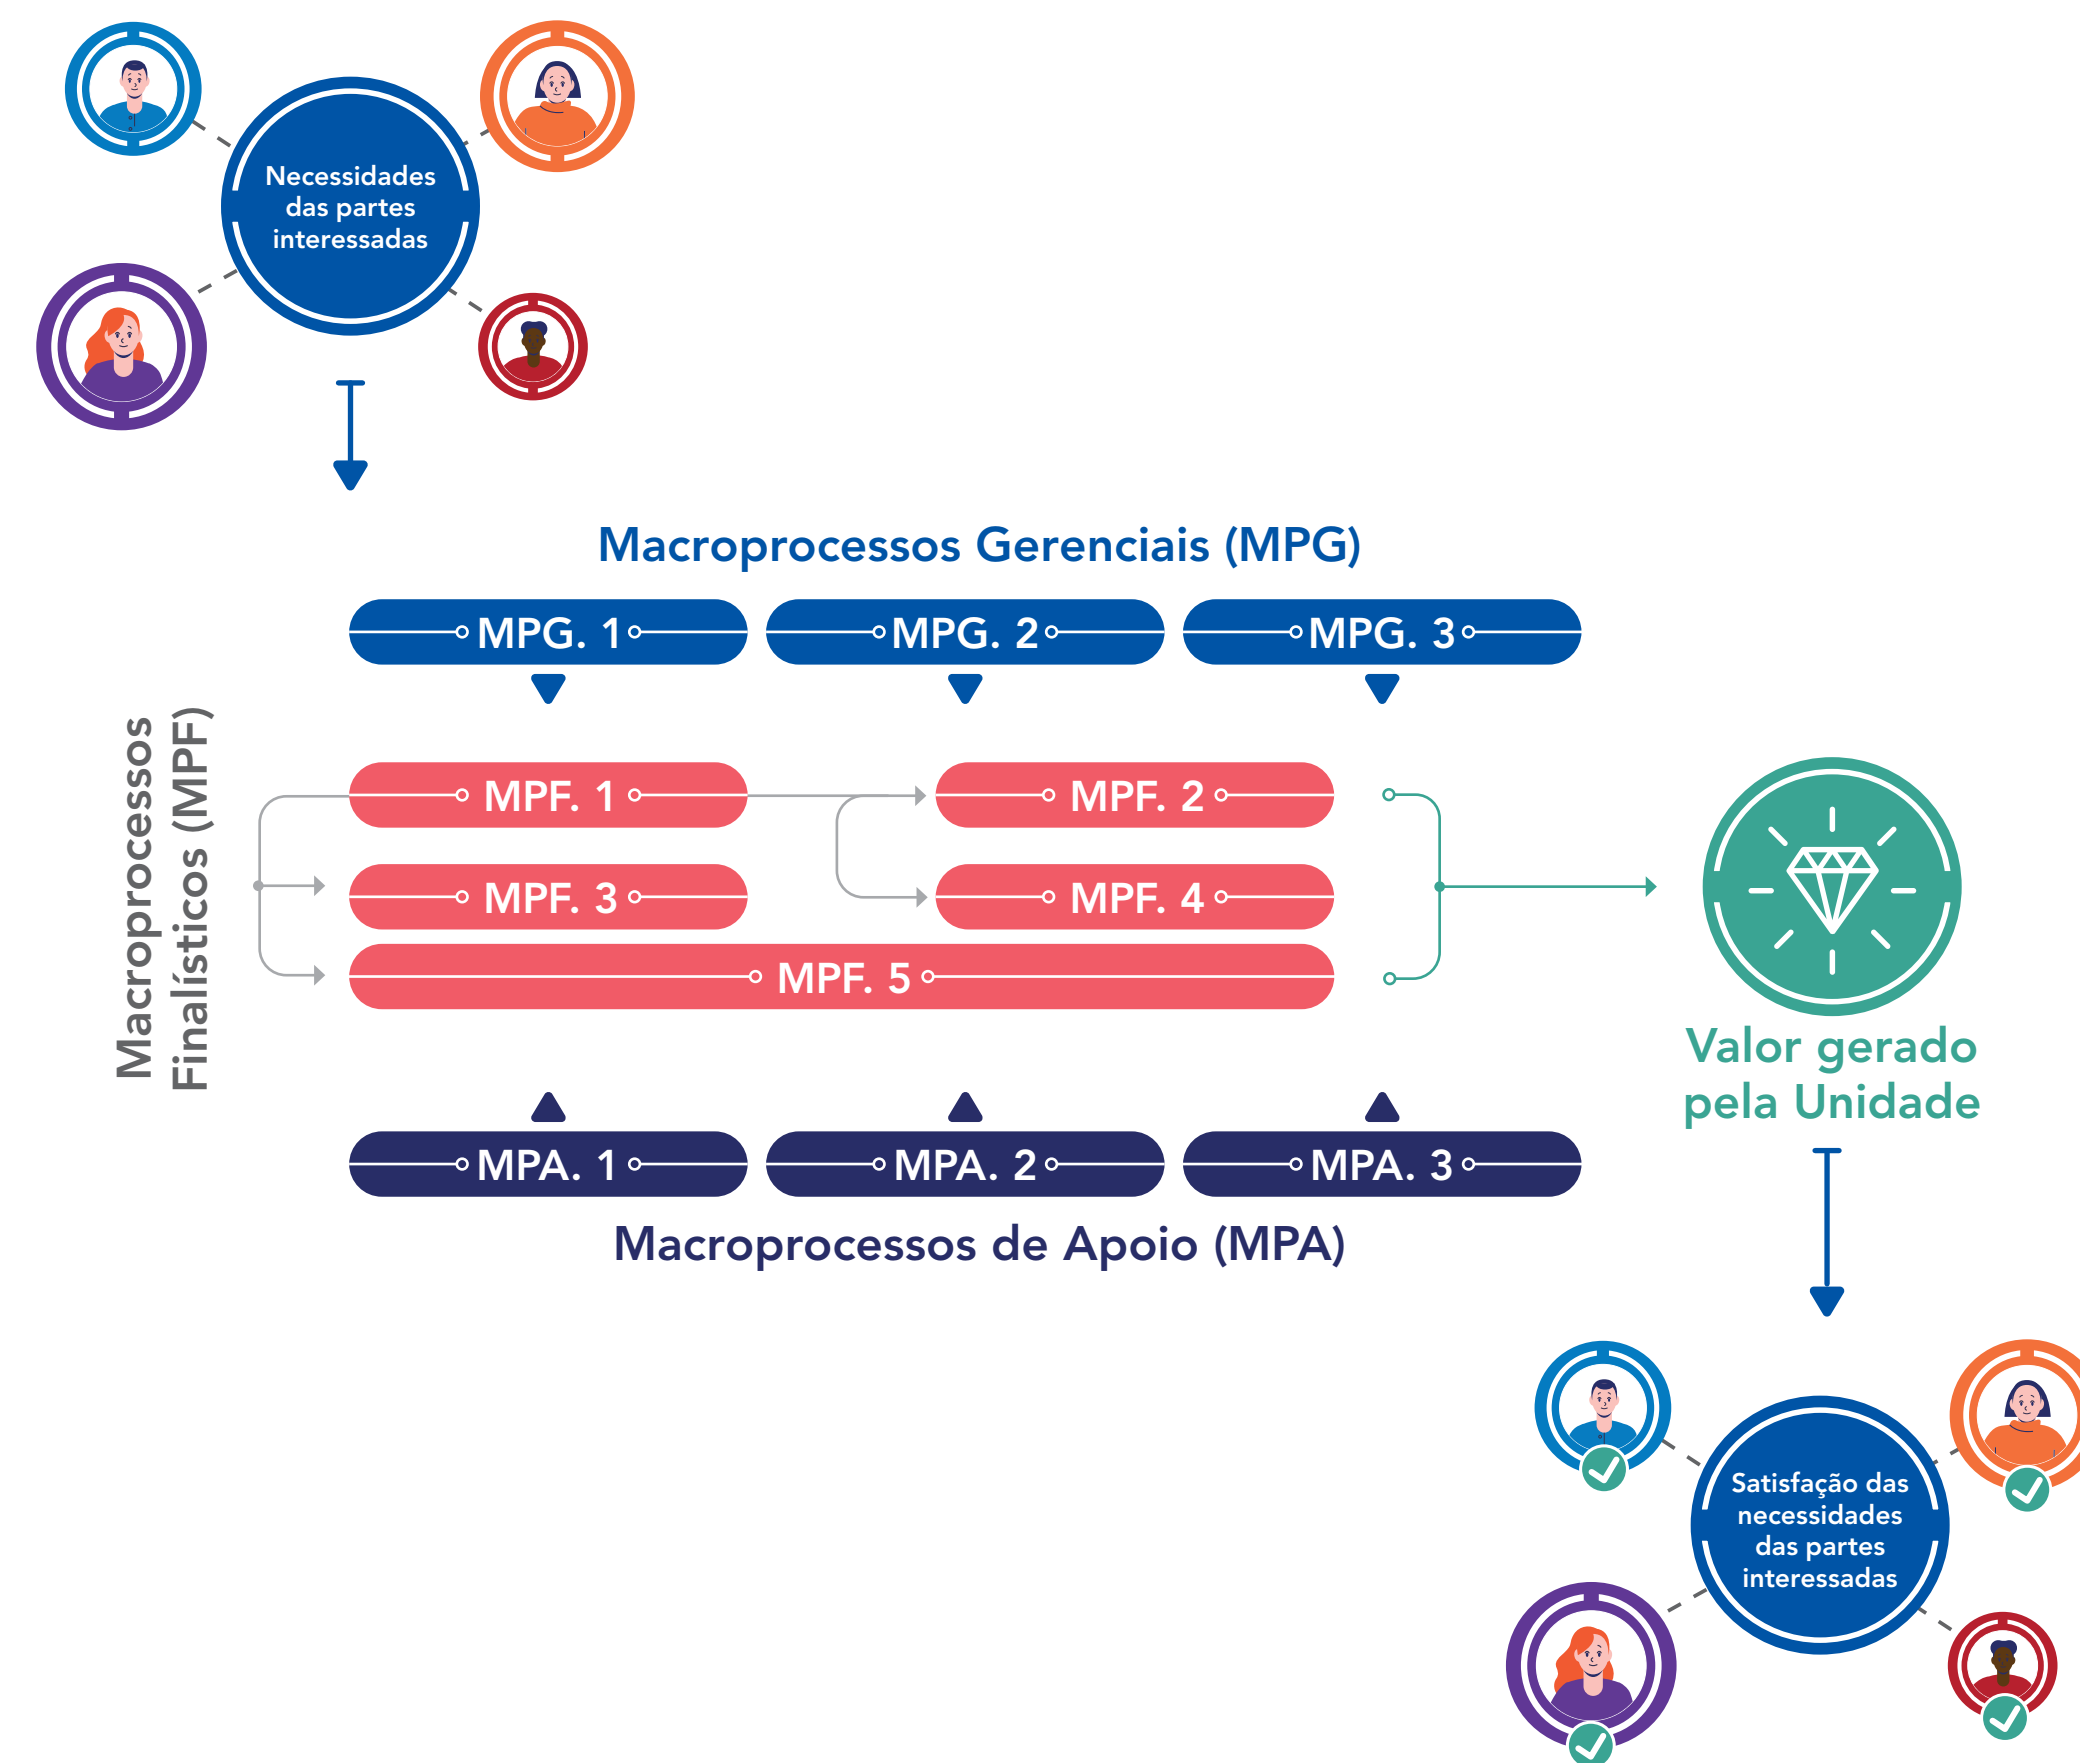 Necessidades
das partes
interessadas
Macroprocessos Gerenciais (MPG)
MPG. 1
MPG. 2
MPG. 3
Macroprocessos
Finalísticos (MPF)
MPF. 1
MPF. 2
MPF. 3
MPF. 4
MPF. 5
Valor gerado
pela Unidade
MPA. 1
MPA. 2
MPA. 3
Macroprocessos de Apoio (MPA)
Satisfação das
necessidades
das partes
interessadas